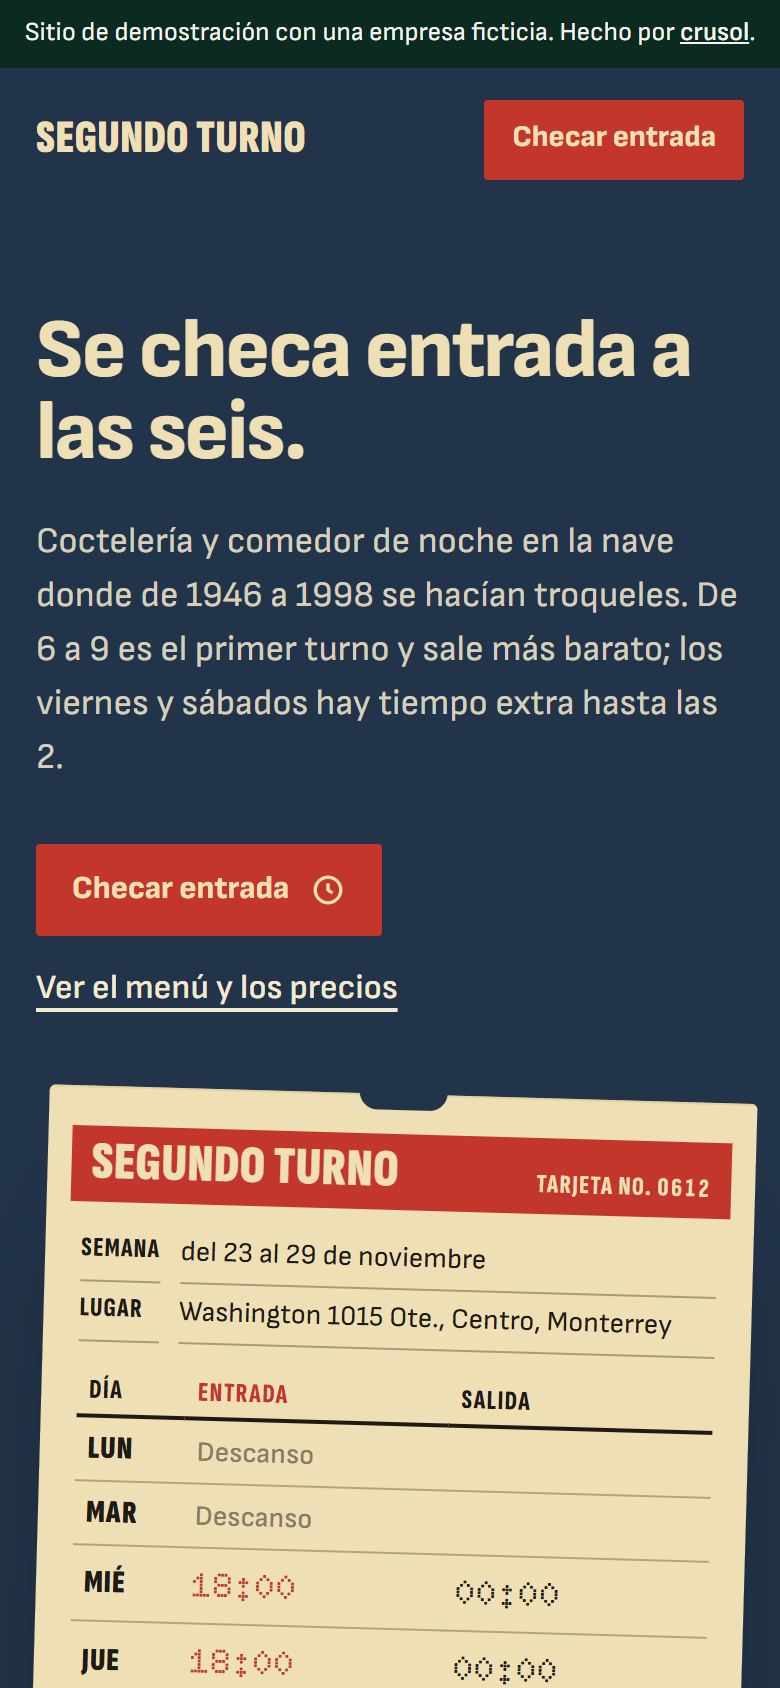 Sitio de demostración con una empresa ficticia. Hecho por crusol.
SEGUNDO TURNO
Checar entrada
Se checa entrada a
las seis.
Coctelería y comedor de noche en la nave
donde de 1946 a 1998 se hacían troqueles. De
6 a 9 es el primer turno y sale más barato; los
viernes y sábados hay tiempo extra hasta las
2.
Checar entrada
Ver el menú y los precios
SEGUNDO TURNO
TARJETA NO. 0612
SEMANA del 23 al 29 de noviembre
LUGAR Washington 1015 Ote., Centro, Monterrey
DÍA ENTRADA SALIDA
LUN Descanso
MAR Descanso
MIÉ 18:00 00:00
JUE 18:00 00:00